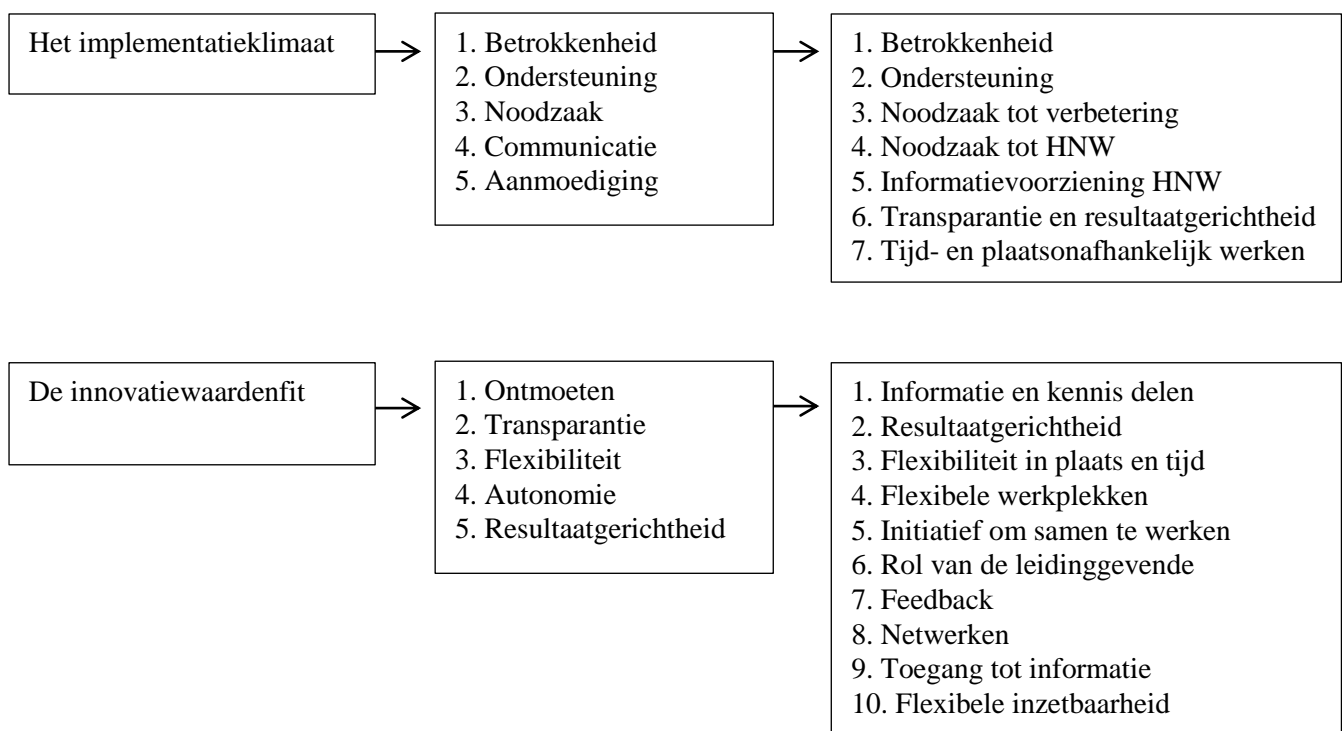 Het implementatieklimaat
1. Betrokkenheid
2. Ondersteuning
3. Noodzaak
4. Communicatie
5. Aanmoediging
1. Betrokkenheid
2. Ondersteuning
3. Noodzaak tot verbetering
4. Noodzaak tot HNW
5. Informatievoorziening HNW
6. Transparantie en resultaatgerichtheid
7. Tijd- en plaatsonafhankelijk werken
De innovatiewaardenfit
1. Ontmoeten
2. Transparantie
3. Flexibiliteit
4. Autonomie
5. Resultaatgerichtheid
1. Informatie en kennis delen
2. Resultaatgerichtheid
3. Flexibiliteit in plaats en tijd
4. Flexibele werkplekken
5. Initiatief om samen te werken
6. Rol van de leidinggevende
7. Feedback
8. Netwerken
9. Toegang tot informatie
10. Flexibele inzetbaarheid